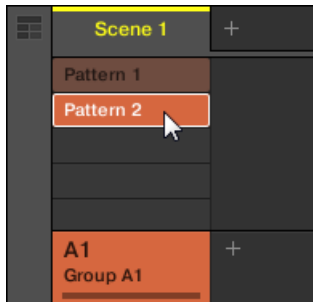 Scene 1
+
Pattern 1
Pattern 2
A1
+
Group A1